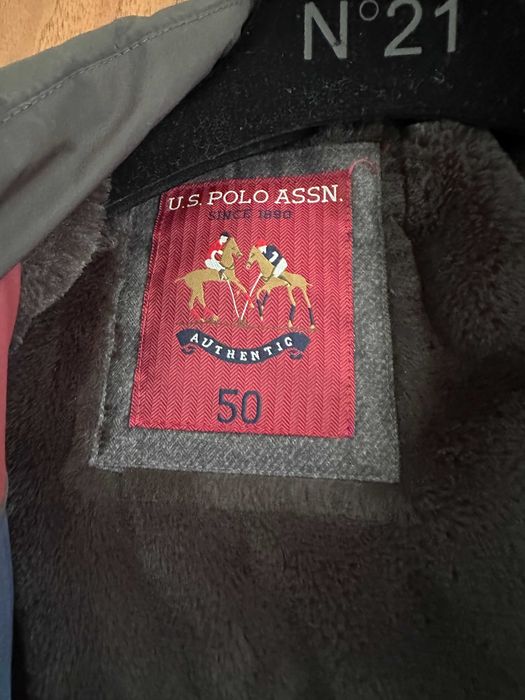 N°21
U.S. POLO ASSN.
SINCE 1890
AUTHENTIC
50